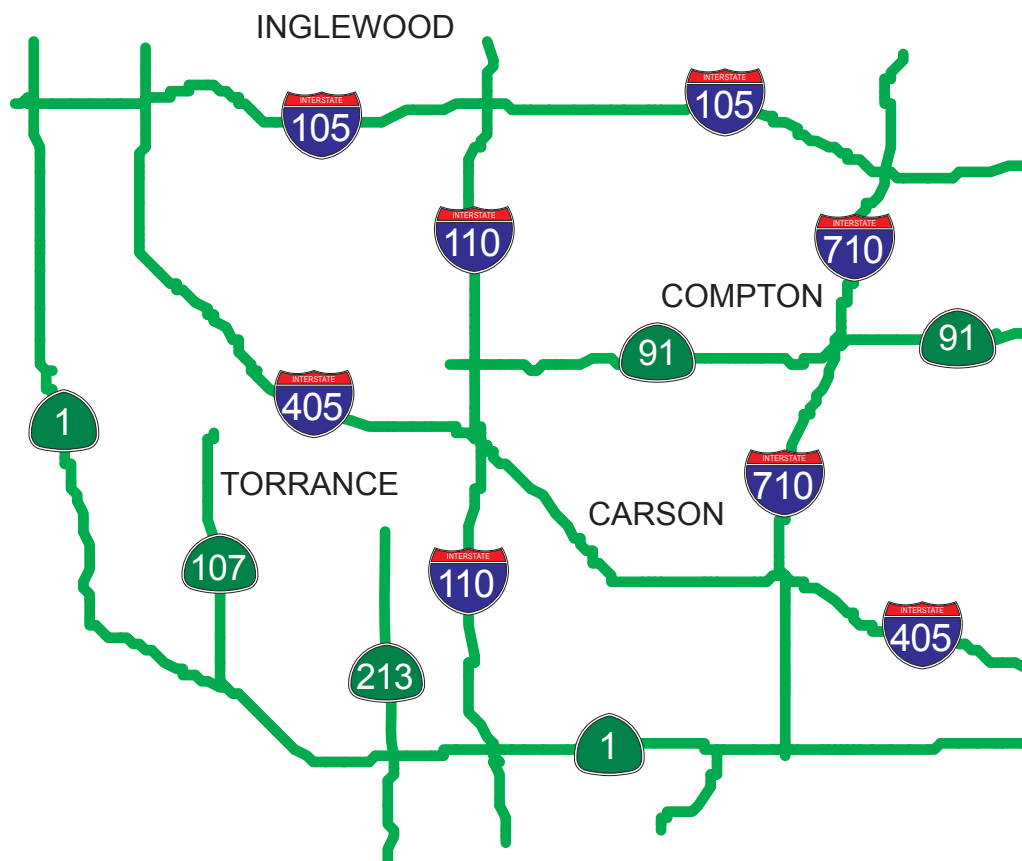 INGLEWOOD
INTERSTATE
105
INTERSTATE
105
INTERSTATE
110
INTERSTATE
710
COMPTON
91
91
INTERSTATE
405
1
TORRANCE
INTERSTATE
710
CARSON
107
INTERSTATE
110
INTERSTATE
405
213
1